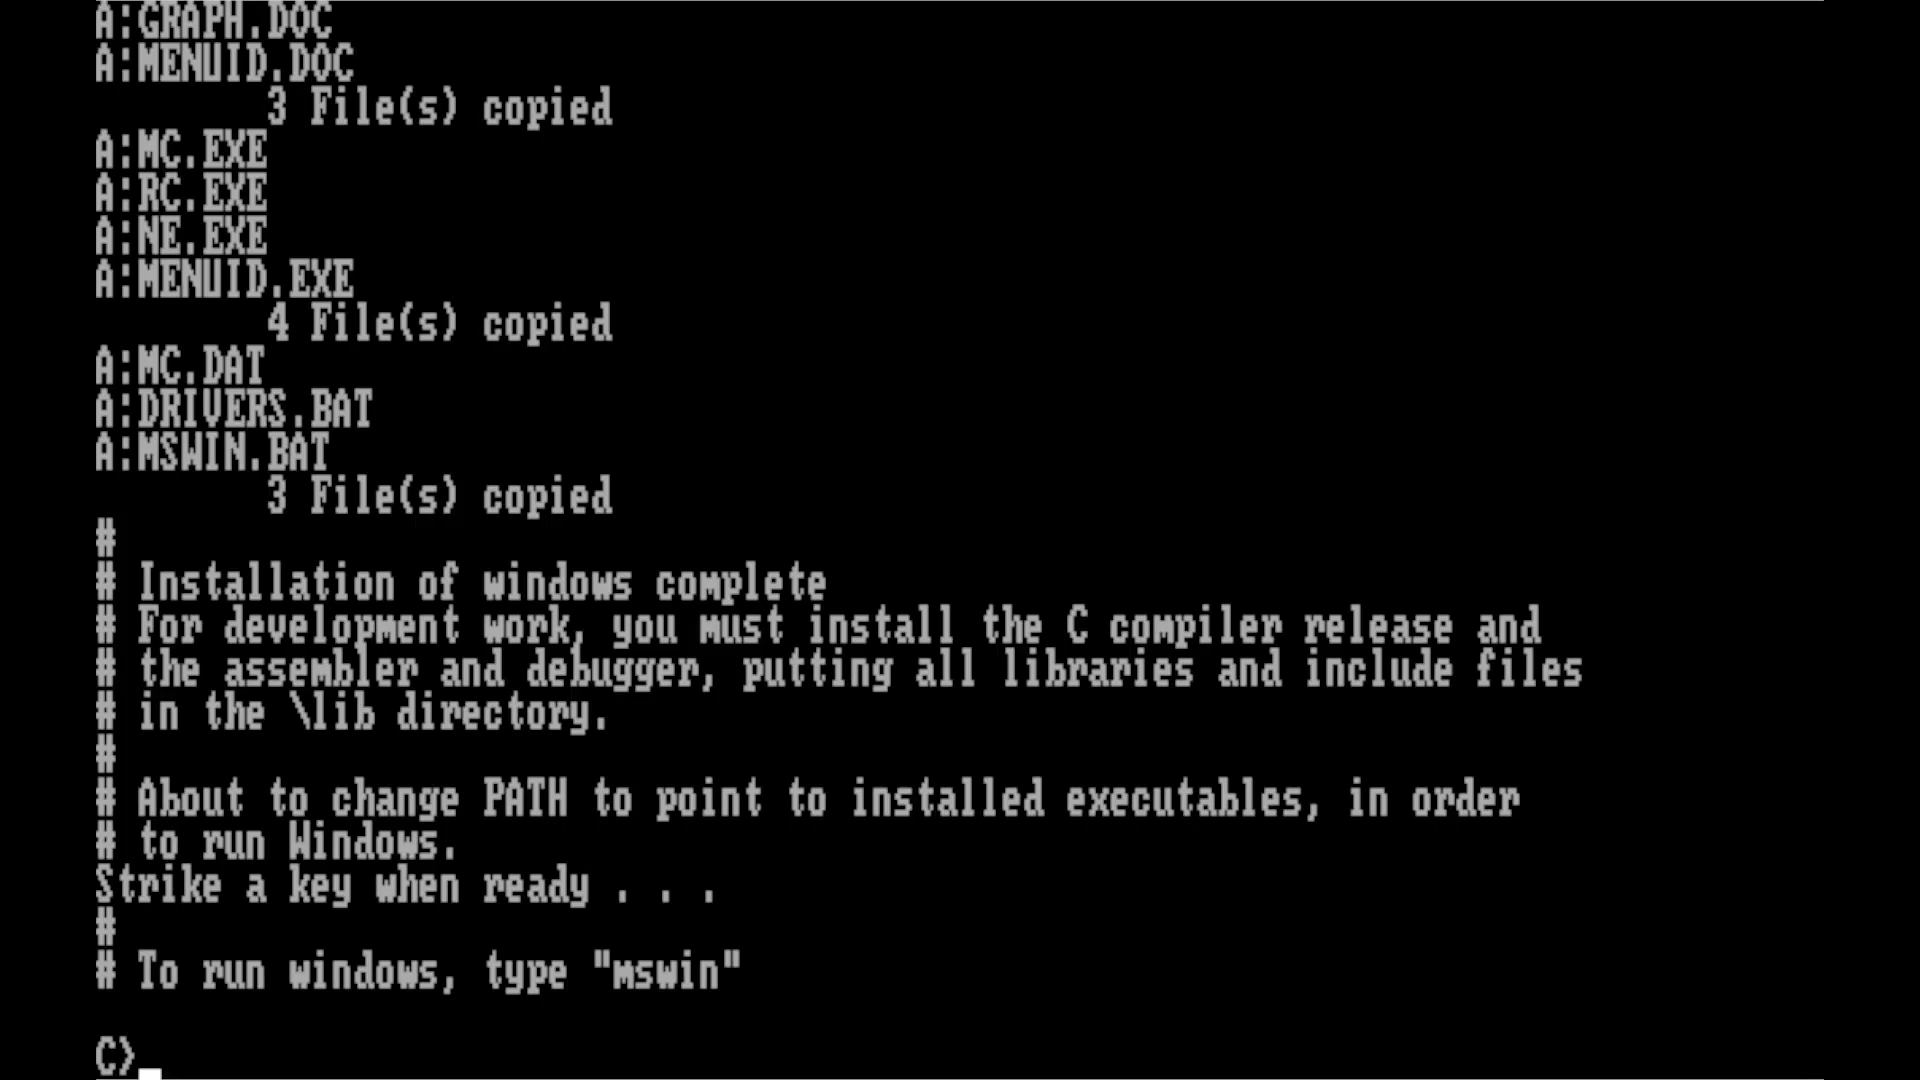 A:GRAPH.DOC
A:MENUID.DOC
3 File(s) copied
A:MC.EXE
A:RC.EXE
A:NE.EXE
A:MENUID.EXE
4 File(s) copied
A:MC.DAT
A:DRIVERS.BAT
A:MSWIN.BAT
3 File(s) copied
#
# Installation of windows complete
# For development work, you must install the C compiler release and
# the assembler and debugger, putting all libraries and include files
# in the \lib directory.
#
# About to change PATH to point to installed executables, in order
# to run Windows.
Strike a key when ready . . .
#
# To run windows, type "mswin"
C>